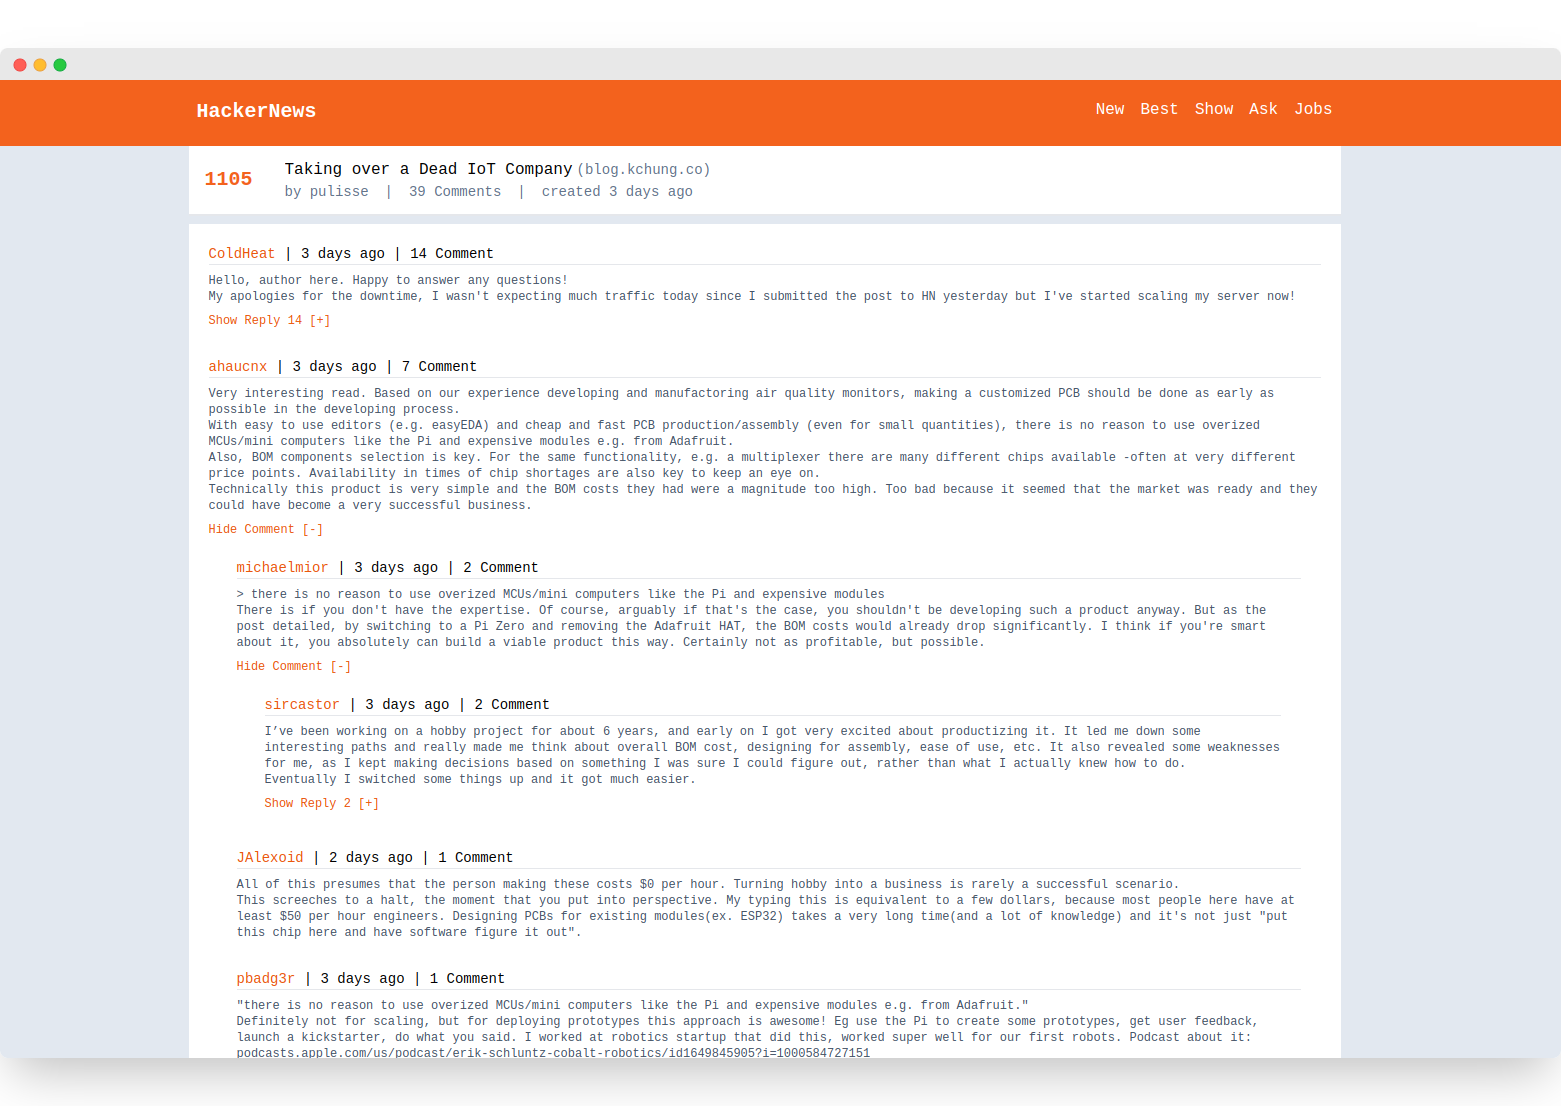 HackerNews
New Best Show Ask Jobs
1105
Taking over a Dead IoT Company (blog.kchung.co)
by pulisse | 39 Comments | created 3 days ago
ColdHeat | 3 days ago | 14 Comment
Hello, author here. Happy to answer any questions!
My apologies for the downtime, I wasn't expecting much traffic today since I submitted the post to HN yesterday but I've started scaling my server now!
Show Reply 14 [+]
ahaucnx | 3 days ago | 7 Comment
Very interesting read. Based on our experience developing and manufactoring air quality monitors, making a customized PCB should be done as early as
possible in the developing process.
With easy to use editors (e.g. easyEDA) and cheap and fast PCB production/assembly (even for small quantities), there is no reason to use overized
MCUs/mini computers like the Pi and expensive modules e.g. from Adafruit.
Also, BOM components selection is key. For the same functionality, e.g. a multiplexer there are many different chips available -often at very different
price points. Availability in times of chip shortages are also key to keep an eye on.
Technically this product is very simple and the BOM costs they had were a magnitude too high. Too bad because it seemed that the market was ready and they
could have become a very successful business.
Hide Comment [-]
michaelmior | 3 days ago | 2 Comment
> there is no reason to use overized MCUs/mini computers like the Pi and expensive modules
There is if you don't have the expertise. Of course, arguably if that's the case, you shouldn't be developing such a product anyway. But as the
post detailed, by switching to a Pi Zero and removing the Adafruit HAT, the BOM costs would already drop significantly. I think if you're smart
about it, you absolutely can build a viable product this way. Certainly not as profitable, but possible.
Hide Comment [-]
sircastor | 3 days ago | 2 Comment
I’ve been working on a hobby project for about 6 years, and early on I got very excited about productizing it. It led me down some
interesting paths and really made me think about overall BOM cost, designing for assembly, ease of use, etc. It also revealed some weaknesses
for me, as I kept making decisions based on something I was sure I could figure out, rather than what I actually knew how to do.
Eventually I switched some things up and it got much easier.
Show Reply 2 [+]
JAlexoid | 2 days ago | 1 Comment
All of this presumes that the person making these costs $0 per hour. Turning hobby into a business is rarely a successful scenario.
This screeches to a halt, the moment that you put into perspective. My typing this is equivalent to a few dollars, because most people here have at
least $50 per hour engineers. Designing PCBs for existing modules(ex. ESP32) takes a very long time(and a lot of knowledge) and it's not just "put
this chip here and have software figure it out".
pbadg3r | 3 days ago | 1 Comment
"there is no reason to use overized MCUs/mini computers like the Pi and expensive modules e.g. from Adafruit."
Definitely not for scaling, but for deploying prototypes this approach is awesome! Eg use the Pi to create some prototypes, get user feedback,
launch a kickstarter, do what you said. I worked at robotics startup that did this, worked super well for our first robots. Podcast about it:
podcasts.apple.com/us/podcast/erik-schluntz-cobalt-robotics/id1649845905?i=1000584727151